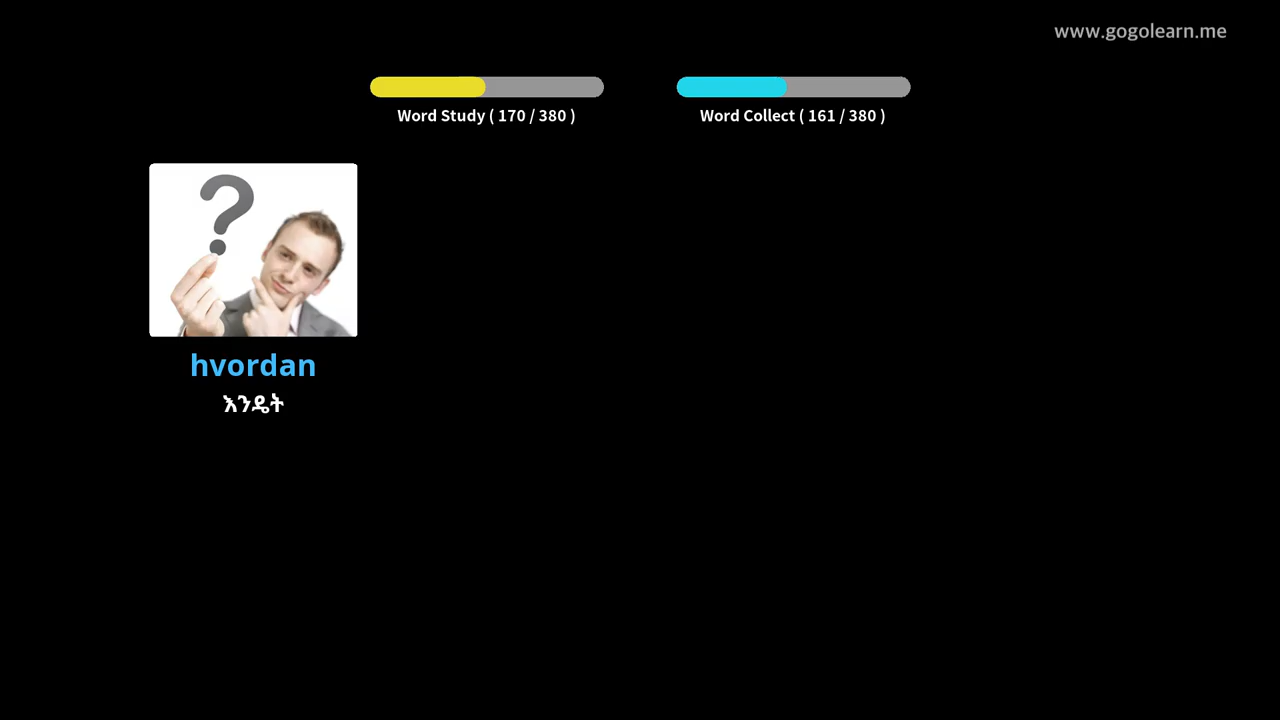 www.gogolearn.me
Word Study ( 170 / 380 )
Word Collect ( 161 / 380 )
?
hvordan
እንዴት